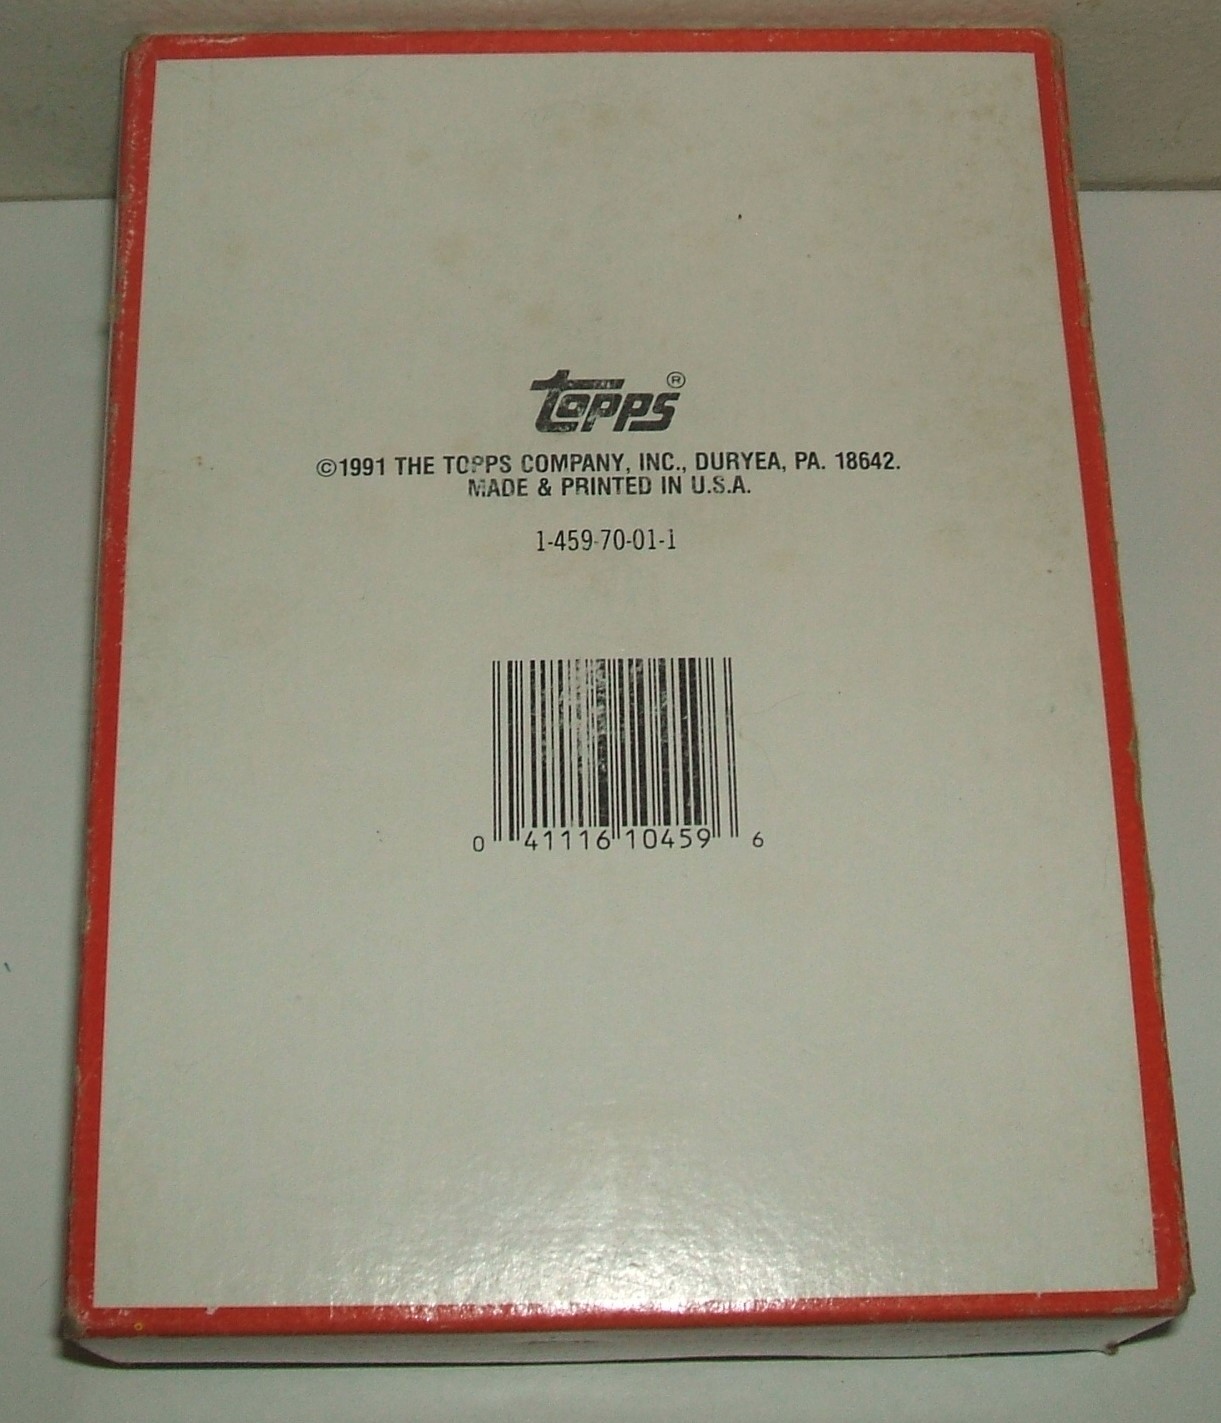 topps®
©1991 THE TOPPS COMPANY, INC., DURYEA, PA. 18642.
MADE & PRINTED IN U.S.A.
1-459-70-01-1
0 41116 10459 6